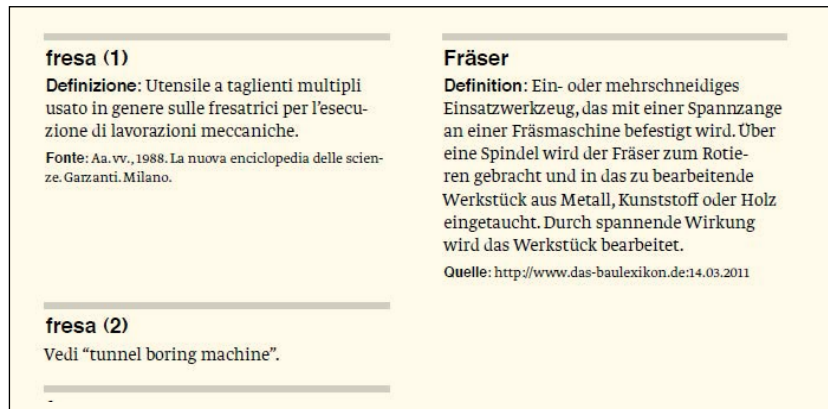 fresa (1)
Definizione: Utensile a taglienti multipli
usato in genere sulle fresatrici per l'esecu-
zione di lavorazioni meccaniche.
Fonte: Aa.vv., 1988. La nuova enciclopedia delle scien-
ze. Garzanti. Milano.
Fräser
Definition: Ein- oder mehrschneidiges
Einsatzwerkzeug, das mit einer Spannzange
an einer Fräsmaschine befestigt wird. Über
eine Spindel wird der Fräser zum Rotie-
ren gebracht und in das zu bearbeitende
Werkstück aus Metall, Kunststoff oder Holz
eingetaucht. Durch spannende Wirkung
wird das Werkstück bearbeitet.
Quelle: http://www.das-baulexikon.de:14.03.2011
fresa (2)
Vedi “tunnel boring machine”.